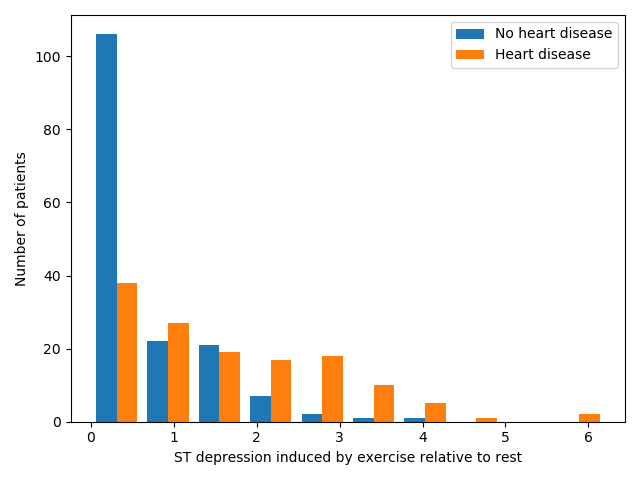 No heart disease
Heart disease
Number of patients
100
80
60
40
20
0
0 1 2 3 4 5 6
ST depression induced by exercise relative to rest